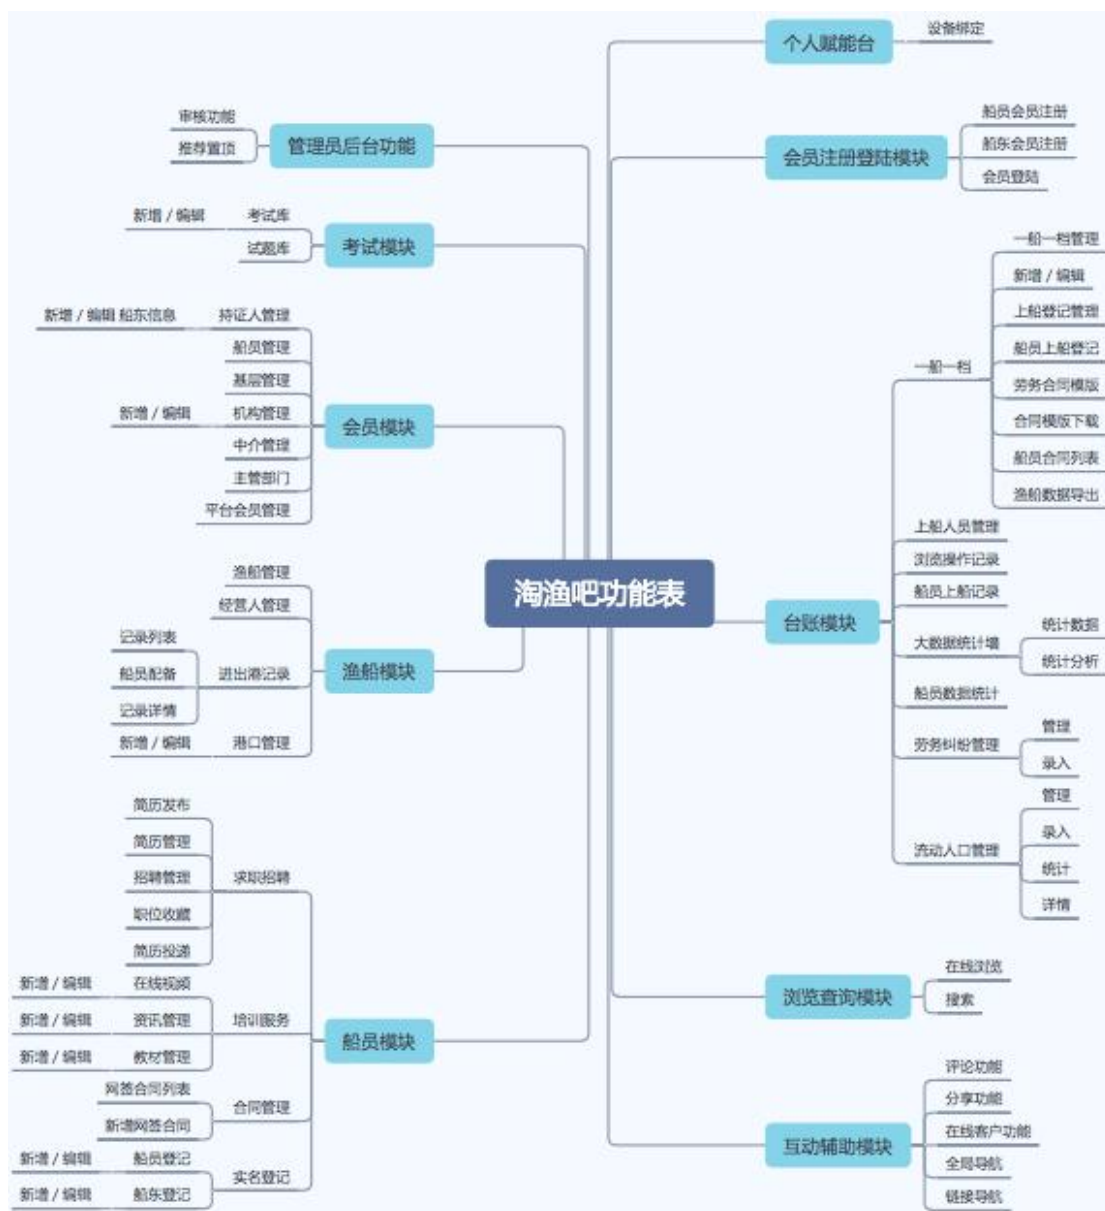 淘渔吧功能表
个人赋能台
设备绑定
会员注册登陆模块
船员会员注册
船东会员注册
会员登陆
台账模块
一船一档
一船一档管理
新增 / 编辑
上船登记管理
船员上船登记
劳务合同模版
合同模版下载
船员合同列表
渔船数据导出
上船人员管理
浏览操作记录
船员上船记录
大数据统计墙
统计数据
统计分析
船员数据统计
劳务纠纷管理
管理
录入
流动人口管理
管理
录入
统计
详情
浏览查询模块
在线浏览
搜索
互动辅助模块
评论功能
分享功能
在线客户功能
全局导航
链接导航
管理员后台功能
审核功能
推荐置顶
考试模块
考试库
新增 / 编辑
试题库
会员模块
持证人管理
新增 / 编辑 船东信息
船员管理
基层管理
机构管理
新增 / 编辑
中介管理
主管部门
平台会员管理
渔船模块
渔船管理
经营人管理
进出港记录
记录列表
船员配备
记录详情
港口管理
新增 / 编辑
船员模块
求职招聘
简历发布
简历管理
招聘管理
职位收藏
简历投递
培训服务
在线视频
新增 / 编辑
资讯管理
新增 / 编辑
教材管理
新增 / 编辑
合同管理
网签合同列表
新增网签合同
实名登记
船员登记
新增 / 编辑
船东登记
新增 / 编辑